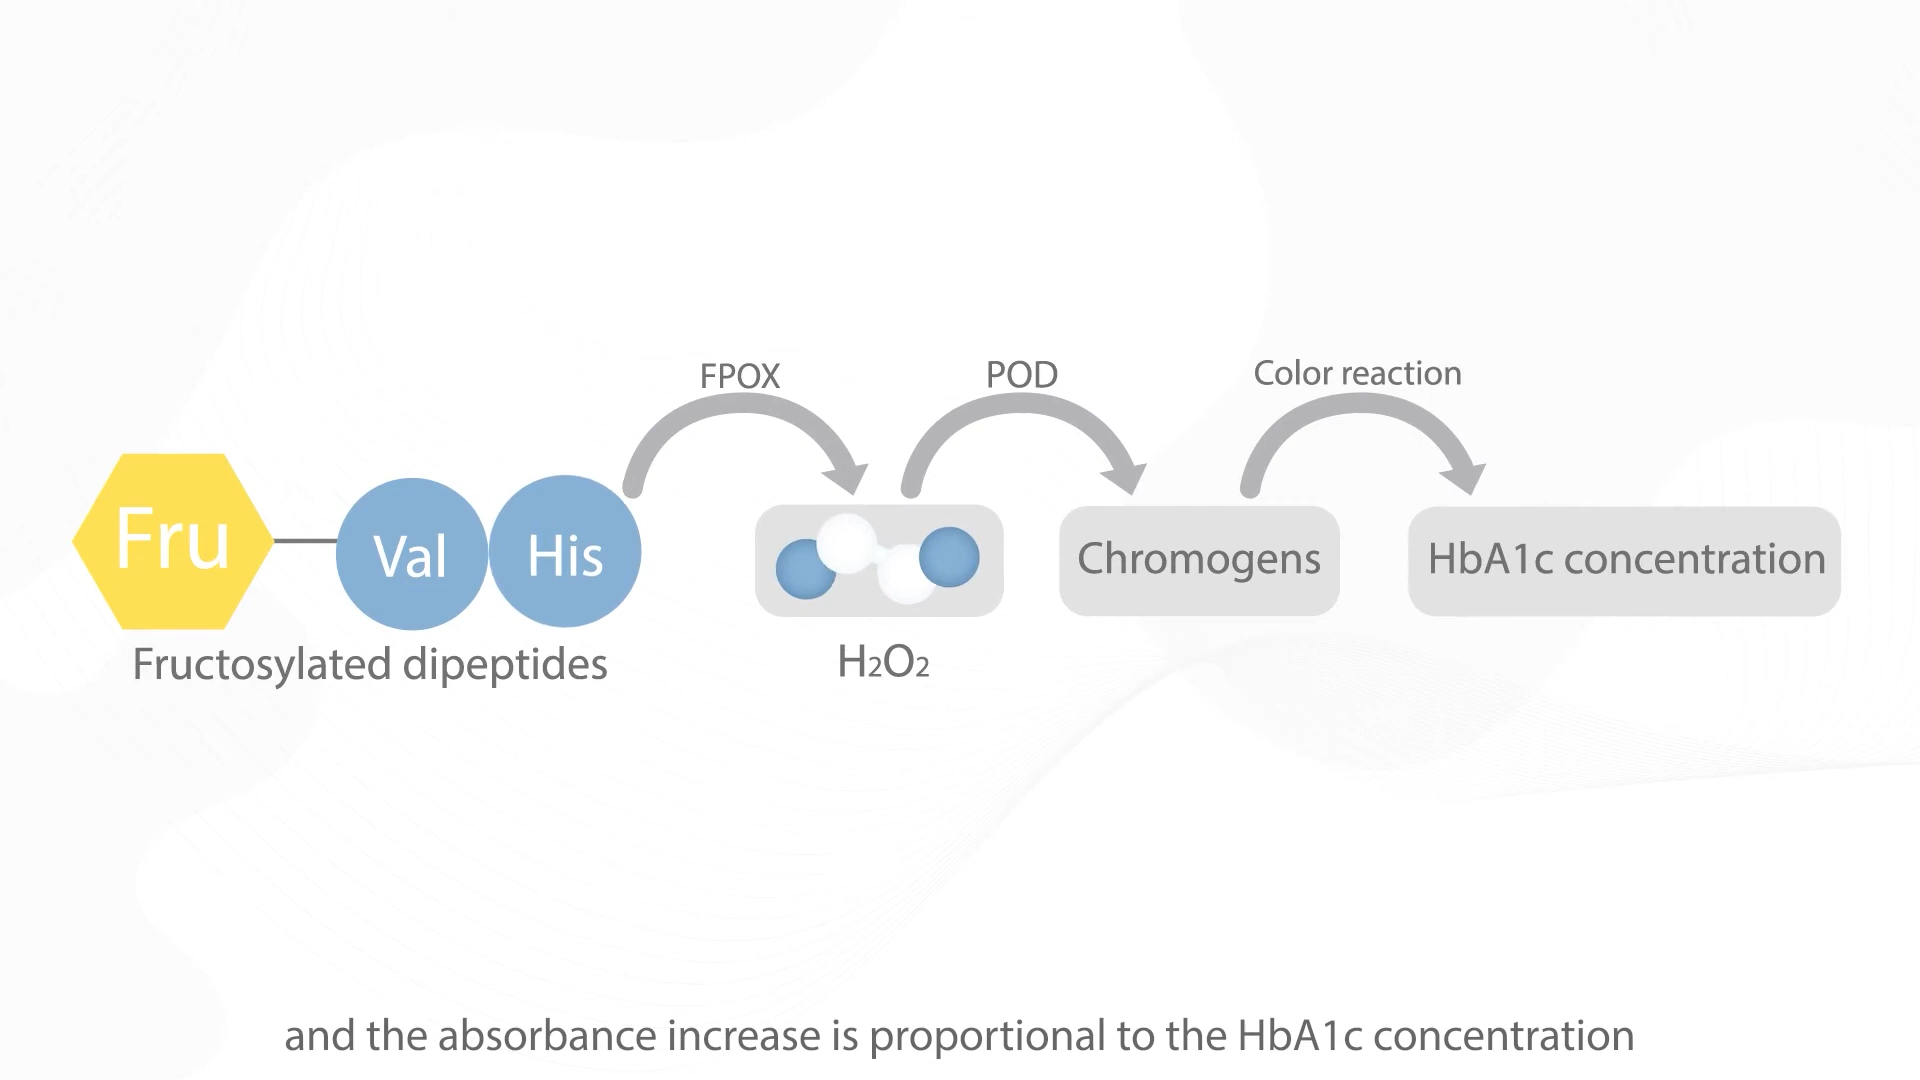 FPOX
POD
Color reaction
Fru
Val
His
Chromogens
HbA1c concentration
Fructosylated dipeptides
H₂O₂
and the absorbance increase is proportional to the HbA1c concentration